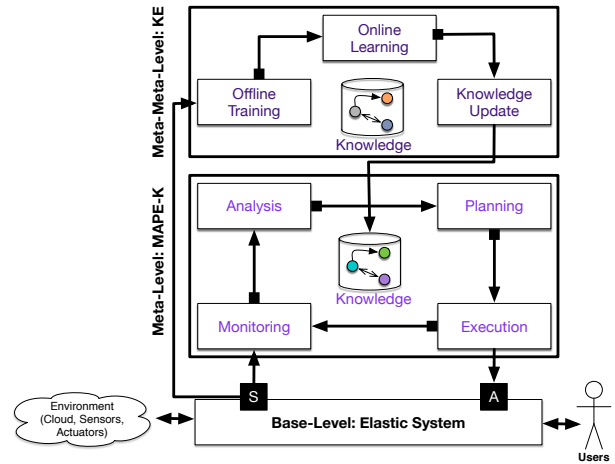 Meta-Meta-Level: KE
Online
Learning
Offline
Training
Knowledge
Update
Knowledge
Meta-Level: MAPE-K
Analysis
Planning
Knowledge
Monitoring
Execution
S
A
Environment
(Cloud, Sensors,
Actuators)
Base-Level: Elastic System
Users